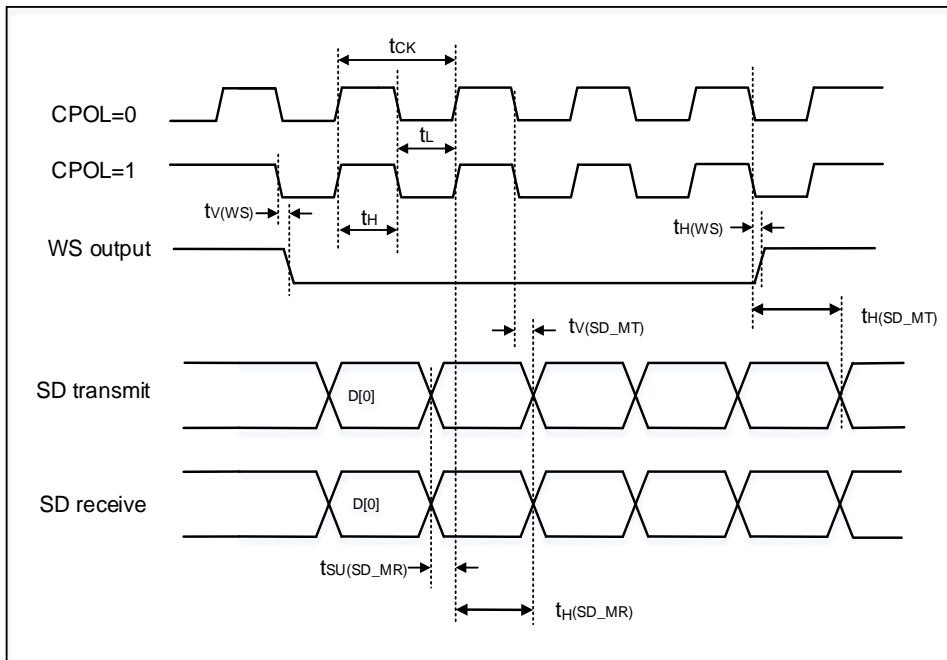 tCK
CPOL=0
tL
CPOL=1
tV(WS)
tH
tH(WS)
WS output
tV(SD_MT)
tH(SD_MT)
SD transmit
D[0]
SD receive
D[0]
tSU(SD_MR)
tH(SD_MR)